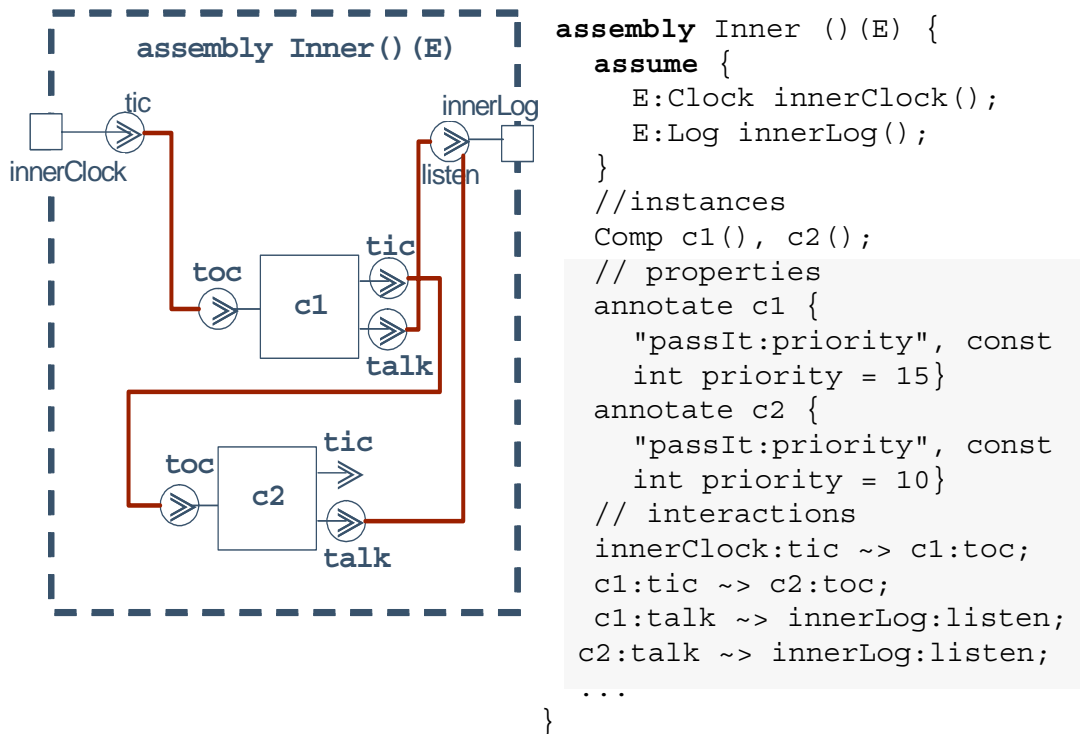 assembly Inner()(E)
tic
innerLog
innerClock
listen
tic
toc
c1
talk
tic
toc
c2
talk
assembly Inner ()(E) {
assume {
E:Clock innerClock();
E:Log innerLog();
}
//instances
Comp c1(), c2();
// properties
annotate c1 {
"passIt:priority", const
int priority = 15}
annotate c2 {
"passIt:priority", const
int priority = 10}
// interactions
innerClock:tic ~> c1:toc;
c1:tic ~> c2:toc;
c1:talk ~> innerLog:listen;
c2:talk ~> innerLog:listen;
...
}